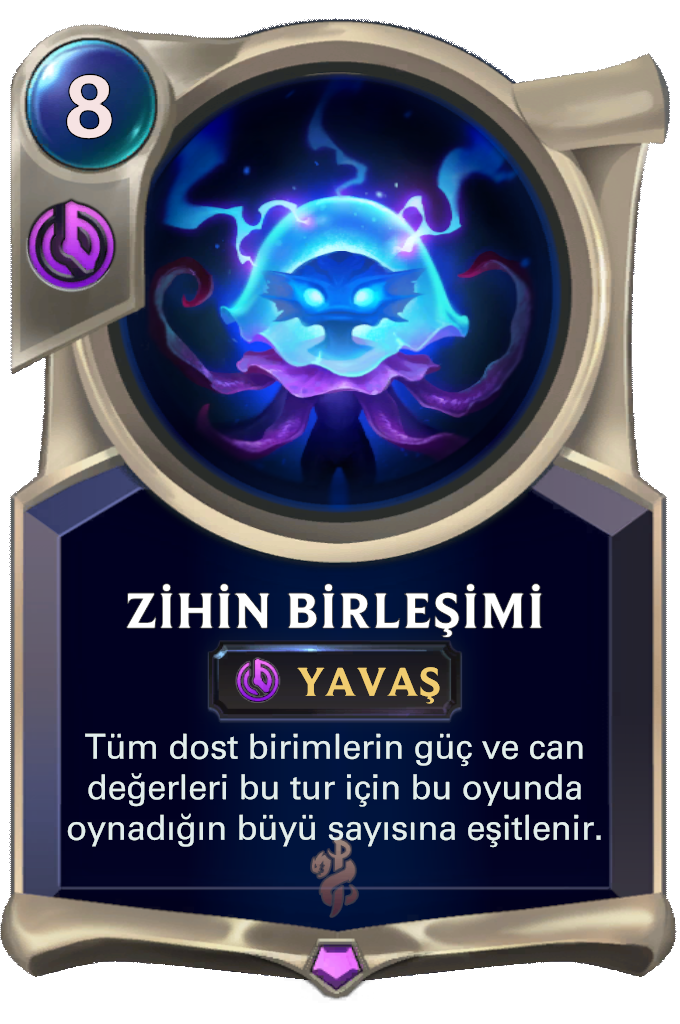 8
ZİHİN BİRLEŞİMİ
YAVAŞ
Tüm dost birimlerin güç ve can
değerleri bu tur için bu oyunda
oynadığın büyü sayısına eşitlenir.